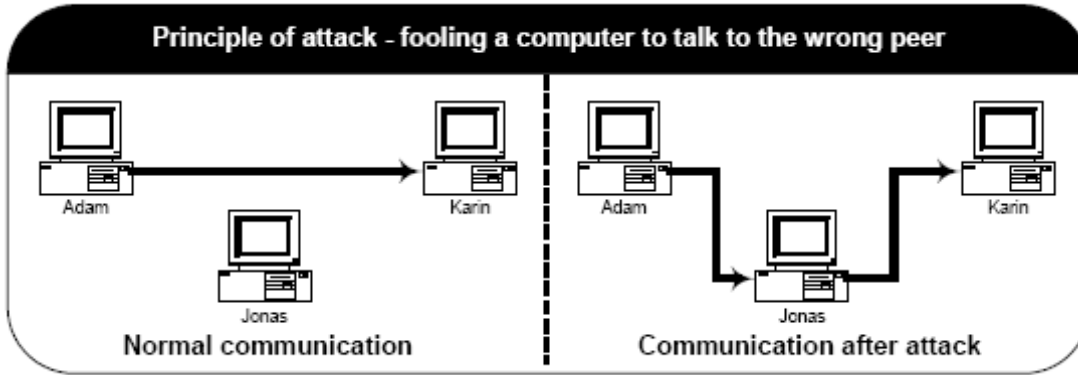 Principle of attack - fooling a computer to talk to the wrong peer
Adam
Karin
Jonas
Normal communication
Adam
Karin
Jonas
Communication after attack